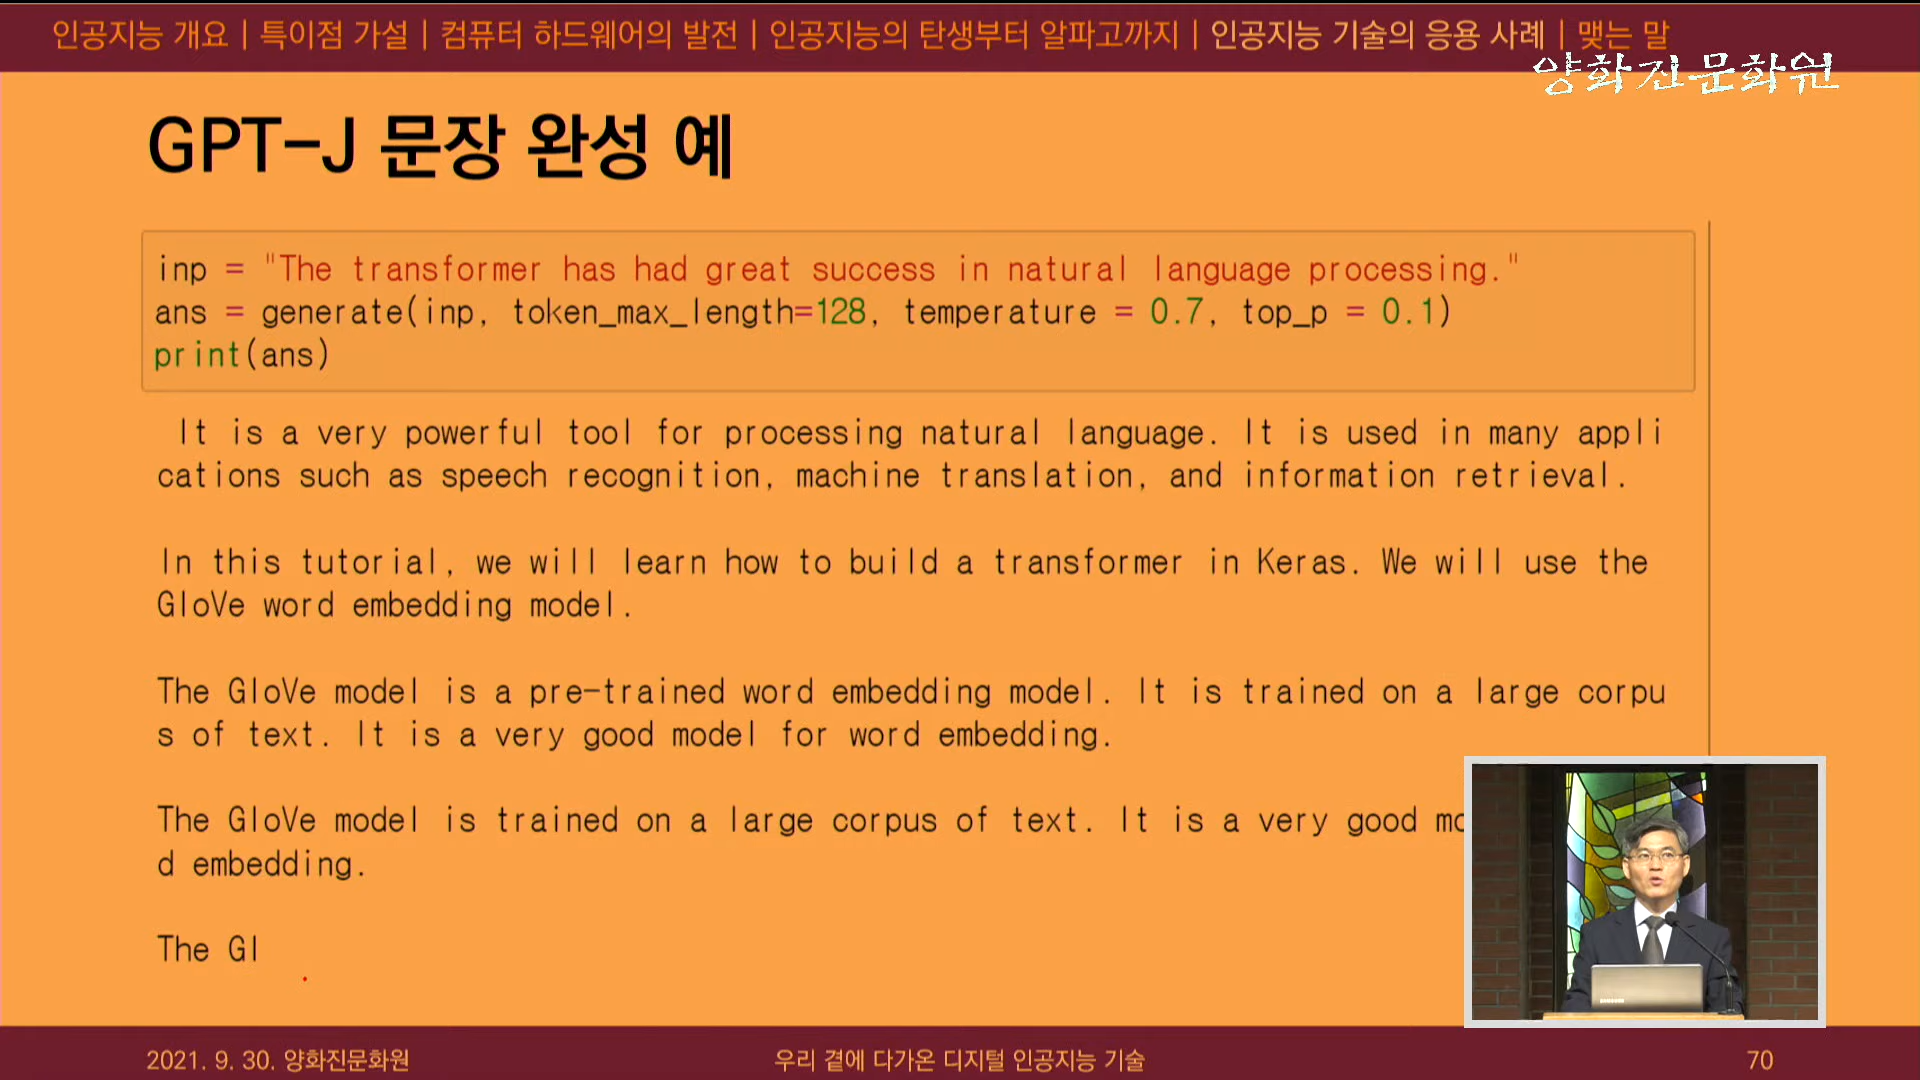 인공지능 개요 | 특이점 가설 | 컴퓨터 하드웨어의 발전 | 인공지능의 탄생부터 알파고까지 | 인공지능 기술의 응용 사례 | 맺는 말
양화진문화원
GPT-J 문장 완성 예
inp = "The transformer has had great success in natural language processing."
ans = generate(inp, token_max_length=128, temperature = 0.7, top_p = 0.1)
print(ans)
It is a very powerful tool for processing natural language. It is used in many appli
cations such as speech recognition, machine translation, and information retrieval.
In this tutorial, we will learn how to build a transformer in Keras. We will use the
GloVe word embedding model.
The GloVe model is a pre-trained word embedding model. It is trained on a large corpu
s of text. It is a very good model for word embedding.
The GloVe model is trained on a large corpus of text. It is a very good mo
d embedding.
The Gl
2021. 9. 30. 양화진문화원
우리 곁에 다가온 디지털 인공지능 기술
70